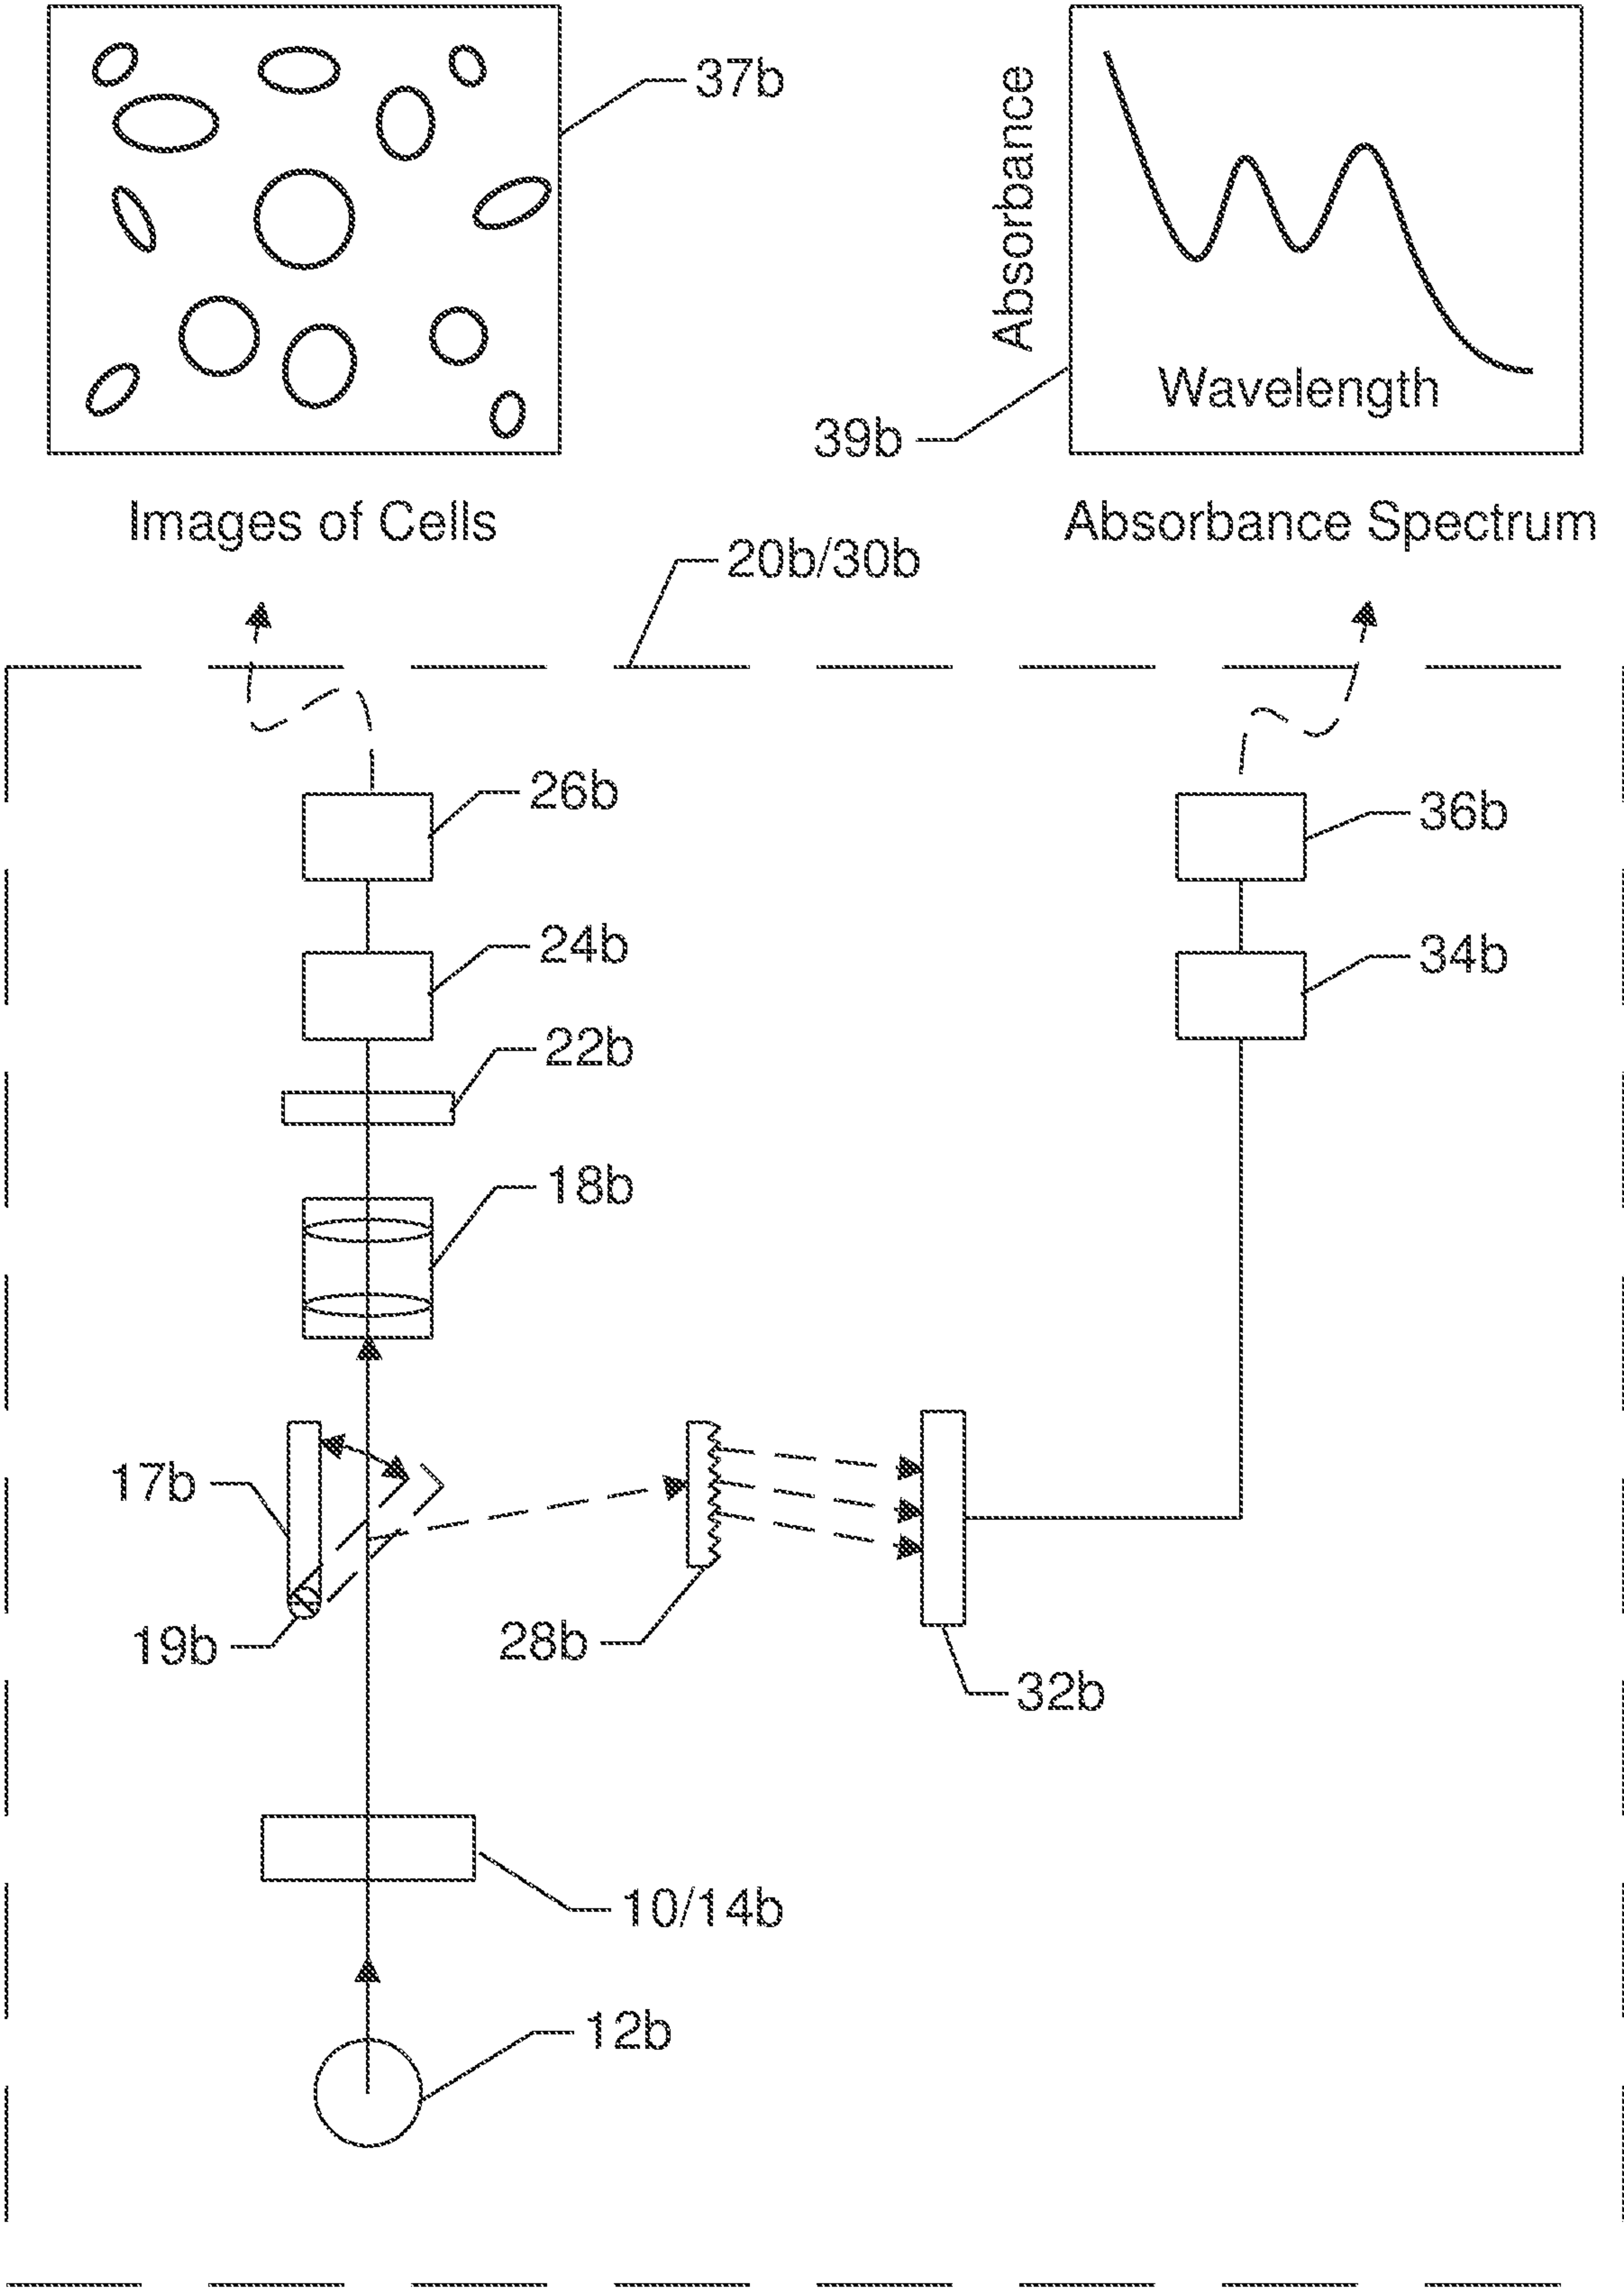 37b
Absorbance
Wavelength
39b
Images of Cells
Absorbance Spectrum
20b/30b
26b
36b
24b
34b
22b
18b
17b
19b
28b
32b
10/14b
12b